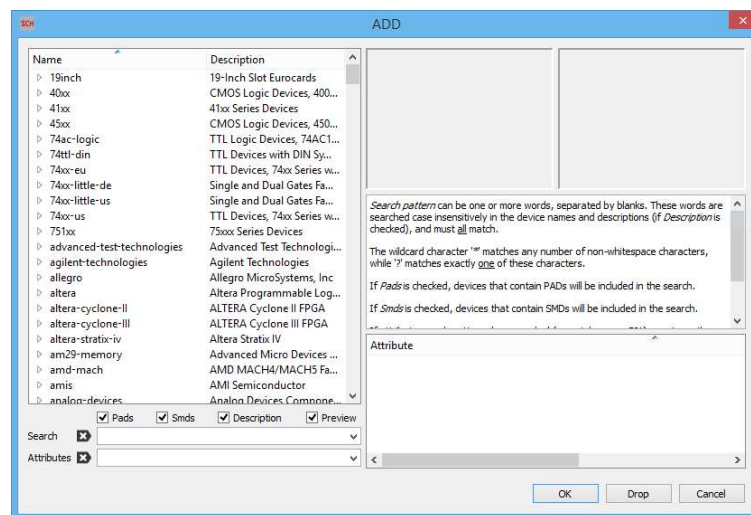 SCH
ADD
x
Name Description
19inch 19-Inch Slot Eurocards
40xx CMOS Logic Devices, 400...
41xx 41xx Series Devices
45xx CMOS Logic Devices, 450...
74ac-logic TTL Logic Devices, 74AC1...
74ttl-din TTL Devices with DIN Sy...
74xx-eu TTL Devices, 74xx Series w...
74xx-little-de Single and Dual Gates Fa...
74xx-little-us Single and Dual Gates Fa...
74xx-us TTL Devices, 74xx Series w...
751xx 75xxx Series Devices
advanced-test-technologies Advanced Test Technologi...
agilent-technologies Agilent Technologies
allegro Allegro MicroSystems, Inc
altera Altera Programmable Log...
altera-cyclone-II ALTERA Cyclone II FPGA
altera-cyclone-III ALTERA Cyclone III FPGA
altera-stratix-iv Altera Stratix IV
am29-memory Advanced Micro Devices ...
amd-mach AMD MACH4/MACH5 Fa...
amis AMI Semiconductor
analog-devices Analog Devices Compone...
Pads Smds Description Preview
Search
Attributes
Search pattern can be one or more words, separated by blanks. These words are
searched case insensitively in the device names and descriptions (if Description is
checked), and must all match.
The wildcard character '*' matches any number of non-whitespace characters,
while '?' matches exactly one of these characters.
If Pads is checked, devices that contain PADs will be included in the search.
If Smds is checked, devices that contain SMDs will be included in the search.
Attribute
OK Drop Cancel